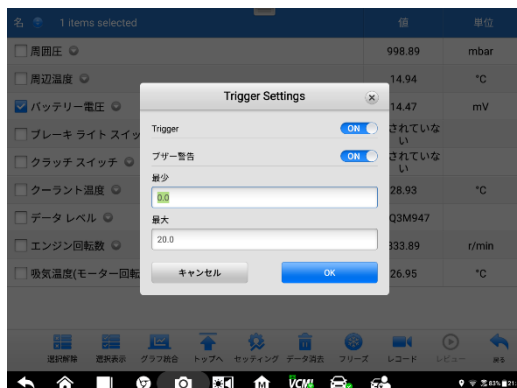 名 1 items selected 値 単位
周囲圧 998.89 mbar
周辺温度 14.94 °C
Trigger Settings
バッテリー電圧 14.47 mV
Trigger ON
ブレーキ ライト スイッ されていな
い
ブザー警告 ON
クラッチ スイッチ されていな
い
最少
クーラント温度 28.93 °C
0.0
データ レベル Q3M947
最大
20.0
エンジン回転数 833.89 r/min
キャンセル OK
吸気温度(モーター回転 26.95 °C
選択解除 選択表示 グラフ統合 トップへ セッティング データ消去 フリーズ レコード レビュー 戻る
VCMI 83%